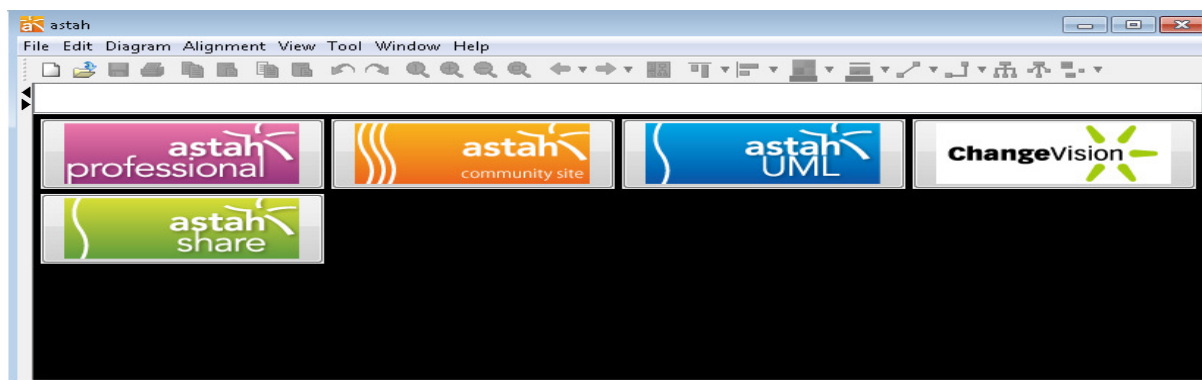 astah
File Edit Diagram Alignment View Tool Window Help
astah
professional
astah
community site
astah
UML
ChangeVision
astah
share